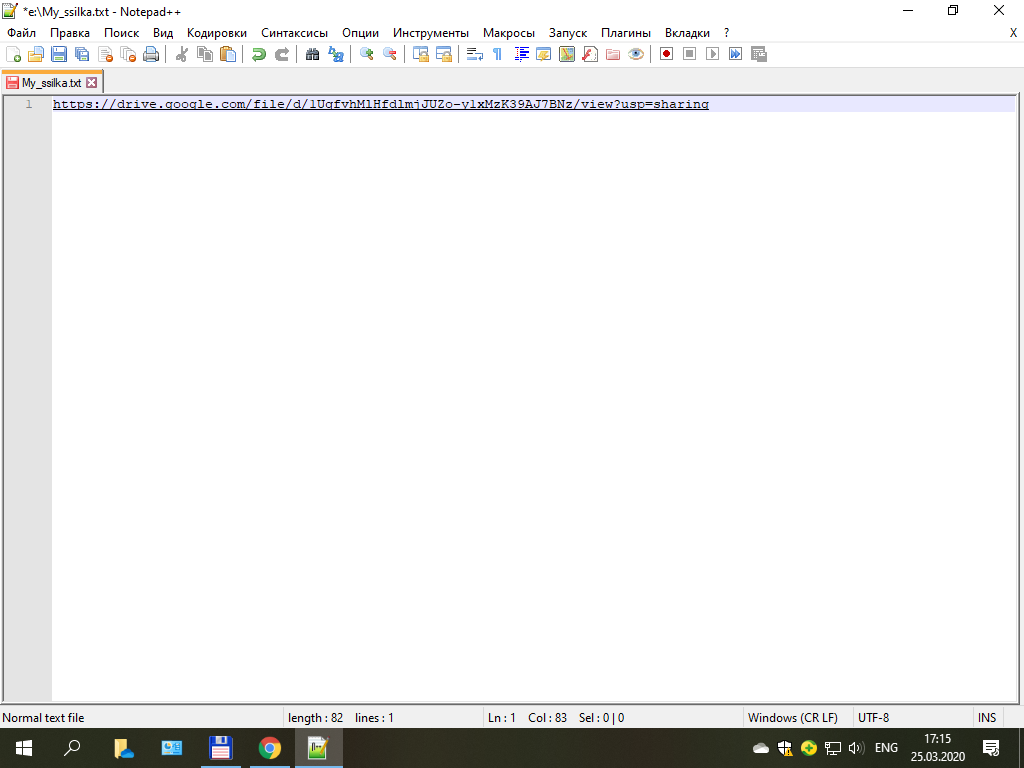 *e:\My_ssilka.txt - Notepad++
Файл Правка Поиск Вид Кодировки Синтаксисы Опции Инструменты Макросы Запуск Плагины Вкладки ? X
My_ssilka.txt
1 https://drive.google.com/file/d/1UgfvhMlHfdlmjJUZo-y1xMzK39AJ7BNz/view?usp=sharing
Normal text file length : 82 lines : 1 Ln : 1 Col : 83 Sel : 0 | 0 Windows (CR LF) UTF-8 INS
ENG 17:15
25.03.2020